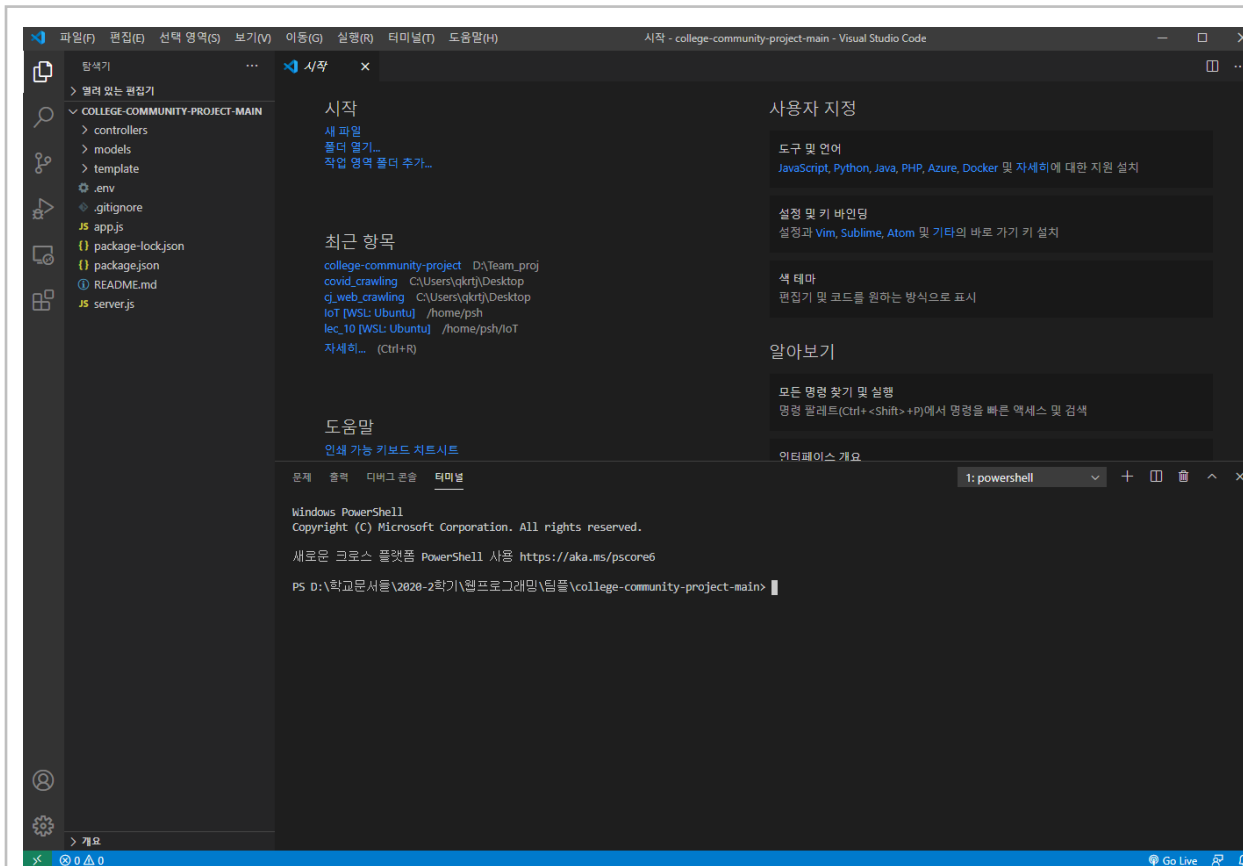 파일(F) 편집(E) 선택 영역(S) 보기(V) 이동(G) 실행(R) 터미널(T) 도움말(H)
시작 - college-community-project-main - Visual Studio Code
탐색기
열려 있는 편집기
COLLEGE-COMMUNITY-PROJECT-MAIN
controllers
models
template
.env
.gitignore
JS app.js
{} package-lock.json
{} package.json
README.md
JS server.js
개요
시작
시작
새 파일
폴더 열기...
작업 영역 폴더 추가...
최근 항목
college-community-project D:\Team_proj
covid_crawling C:\Users\qkrtj\Desktop
cj_web_crawling C:\Users\qkrtj\Desktop
IoT [WSL: Ubuntu] /home/psh
lec_10 [WSL: Ubuntu] /home/psh/IoT
자세히... (Ctrl+R)
도움말
인쇄 가능 키보드 치트시트
사용자 지정
도구 및 언어
JavaScript, Python, Java, PHP, Azure, Docker 및 자세히에 대한 지원 설치
설정 및 키 바인딩
설정과 Vim, Sublime, Atom 및 기타의 바로 가기 키 설치
색 테마
편집기 및 코드를 원하는 방식으로 표시
알아보기
모든 명령 찾기 및 실행
명령 팔레트(Ctrl+<Shift>+P)에서 명령을 빠른 액세스 및 검색
인터페이스 개요
문제 출력 디버그 콘솔 터미널
1: powershell
Windows PowerShell
Copyright (C) Microsoft Corporation. All rights reserved.
새로운 크로스 플랫폼 PowerShell 사용 https://aka.ms/pscore6
PS D:\학교문서들\2020-2학기\웹프로그래밍\팀플\college-community-project-main>
0 0
Go Live